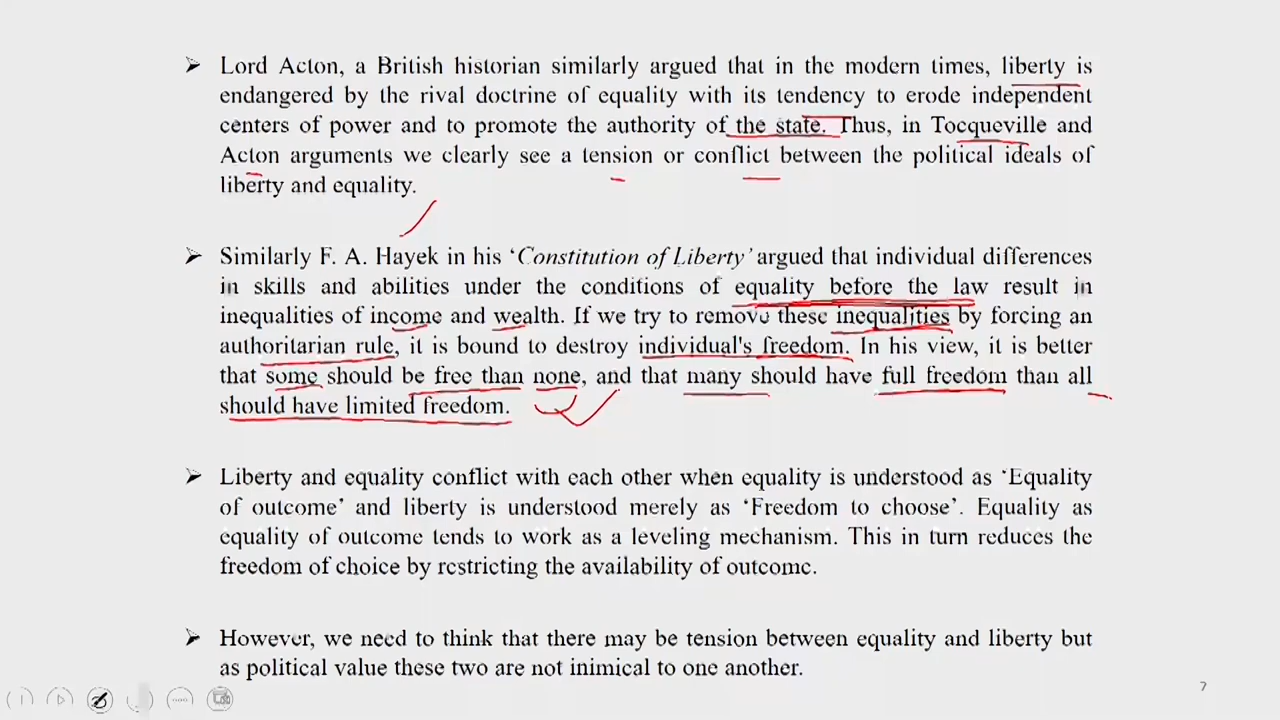 ➢ Lord Acton, a British historian similarly argued that in the modern times, liberty is
endangered by the rival doctrine of equality with its tendency to erode independent
centers of power and to promote the authority of the state. Thus, in Tocqueville and
Acton arguments we clearly see a tension or conflict between the political ideals of
liberty and equality.
➢ Similarly F. A. Hayek in his ‘Constitution of Liberty’ argued that individual differences
in skills and abilities under the conditions of equality before the law result in
inequalities of income and wealth. If we try to remove these inequalities by forcing an
authoritarian rule, it is bound to destroy individual's freedom. In his view, it is better
that some should be free than none, and that many should have full freedom than all
should have limited freedom.
➢ Liberty and equality conflict with each other when equality is understood as ‘Equality
of outcome’ and liberty is understood merely as ‘Freedom to choose’. Equality as
equality of outcome tends to work as a leveling mechanism. This in turn reduces the
freedom of choice by restricting the availability of outcome.
➢ However, we need to think that there may be tension between equality and liberty but
as political value these two are not inimical to one another.
7